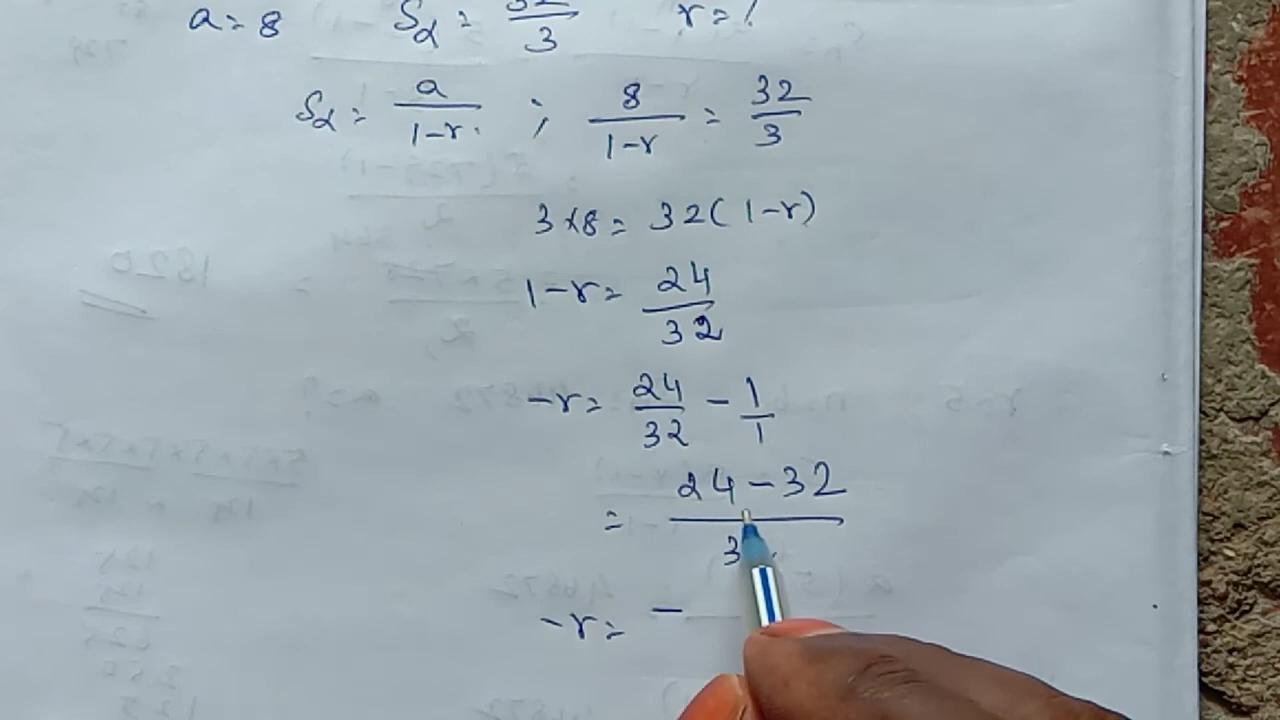 a = 8 S∝ = 32/3 r = ?
S∝ = a/1-r. ; 8/1-r = 32/3
3×8 = 32(1-r)
1-r = 24/32
-r = 24/32 - 1/1
= 24-32/3
-r = -